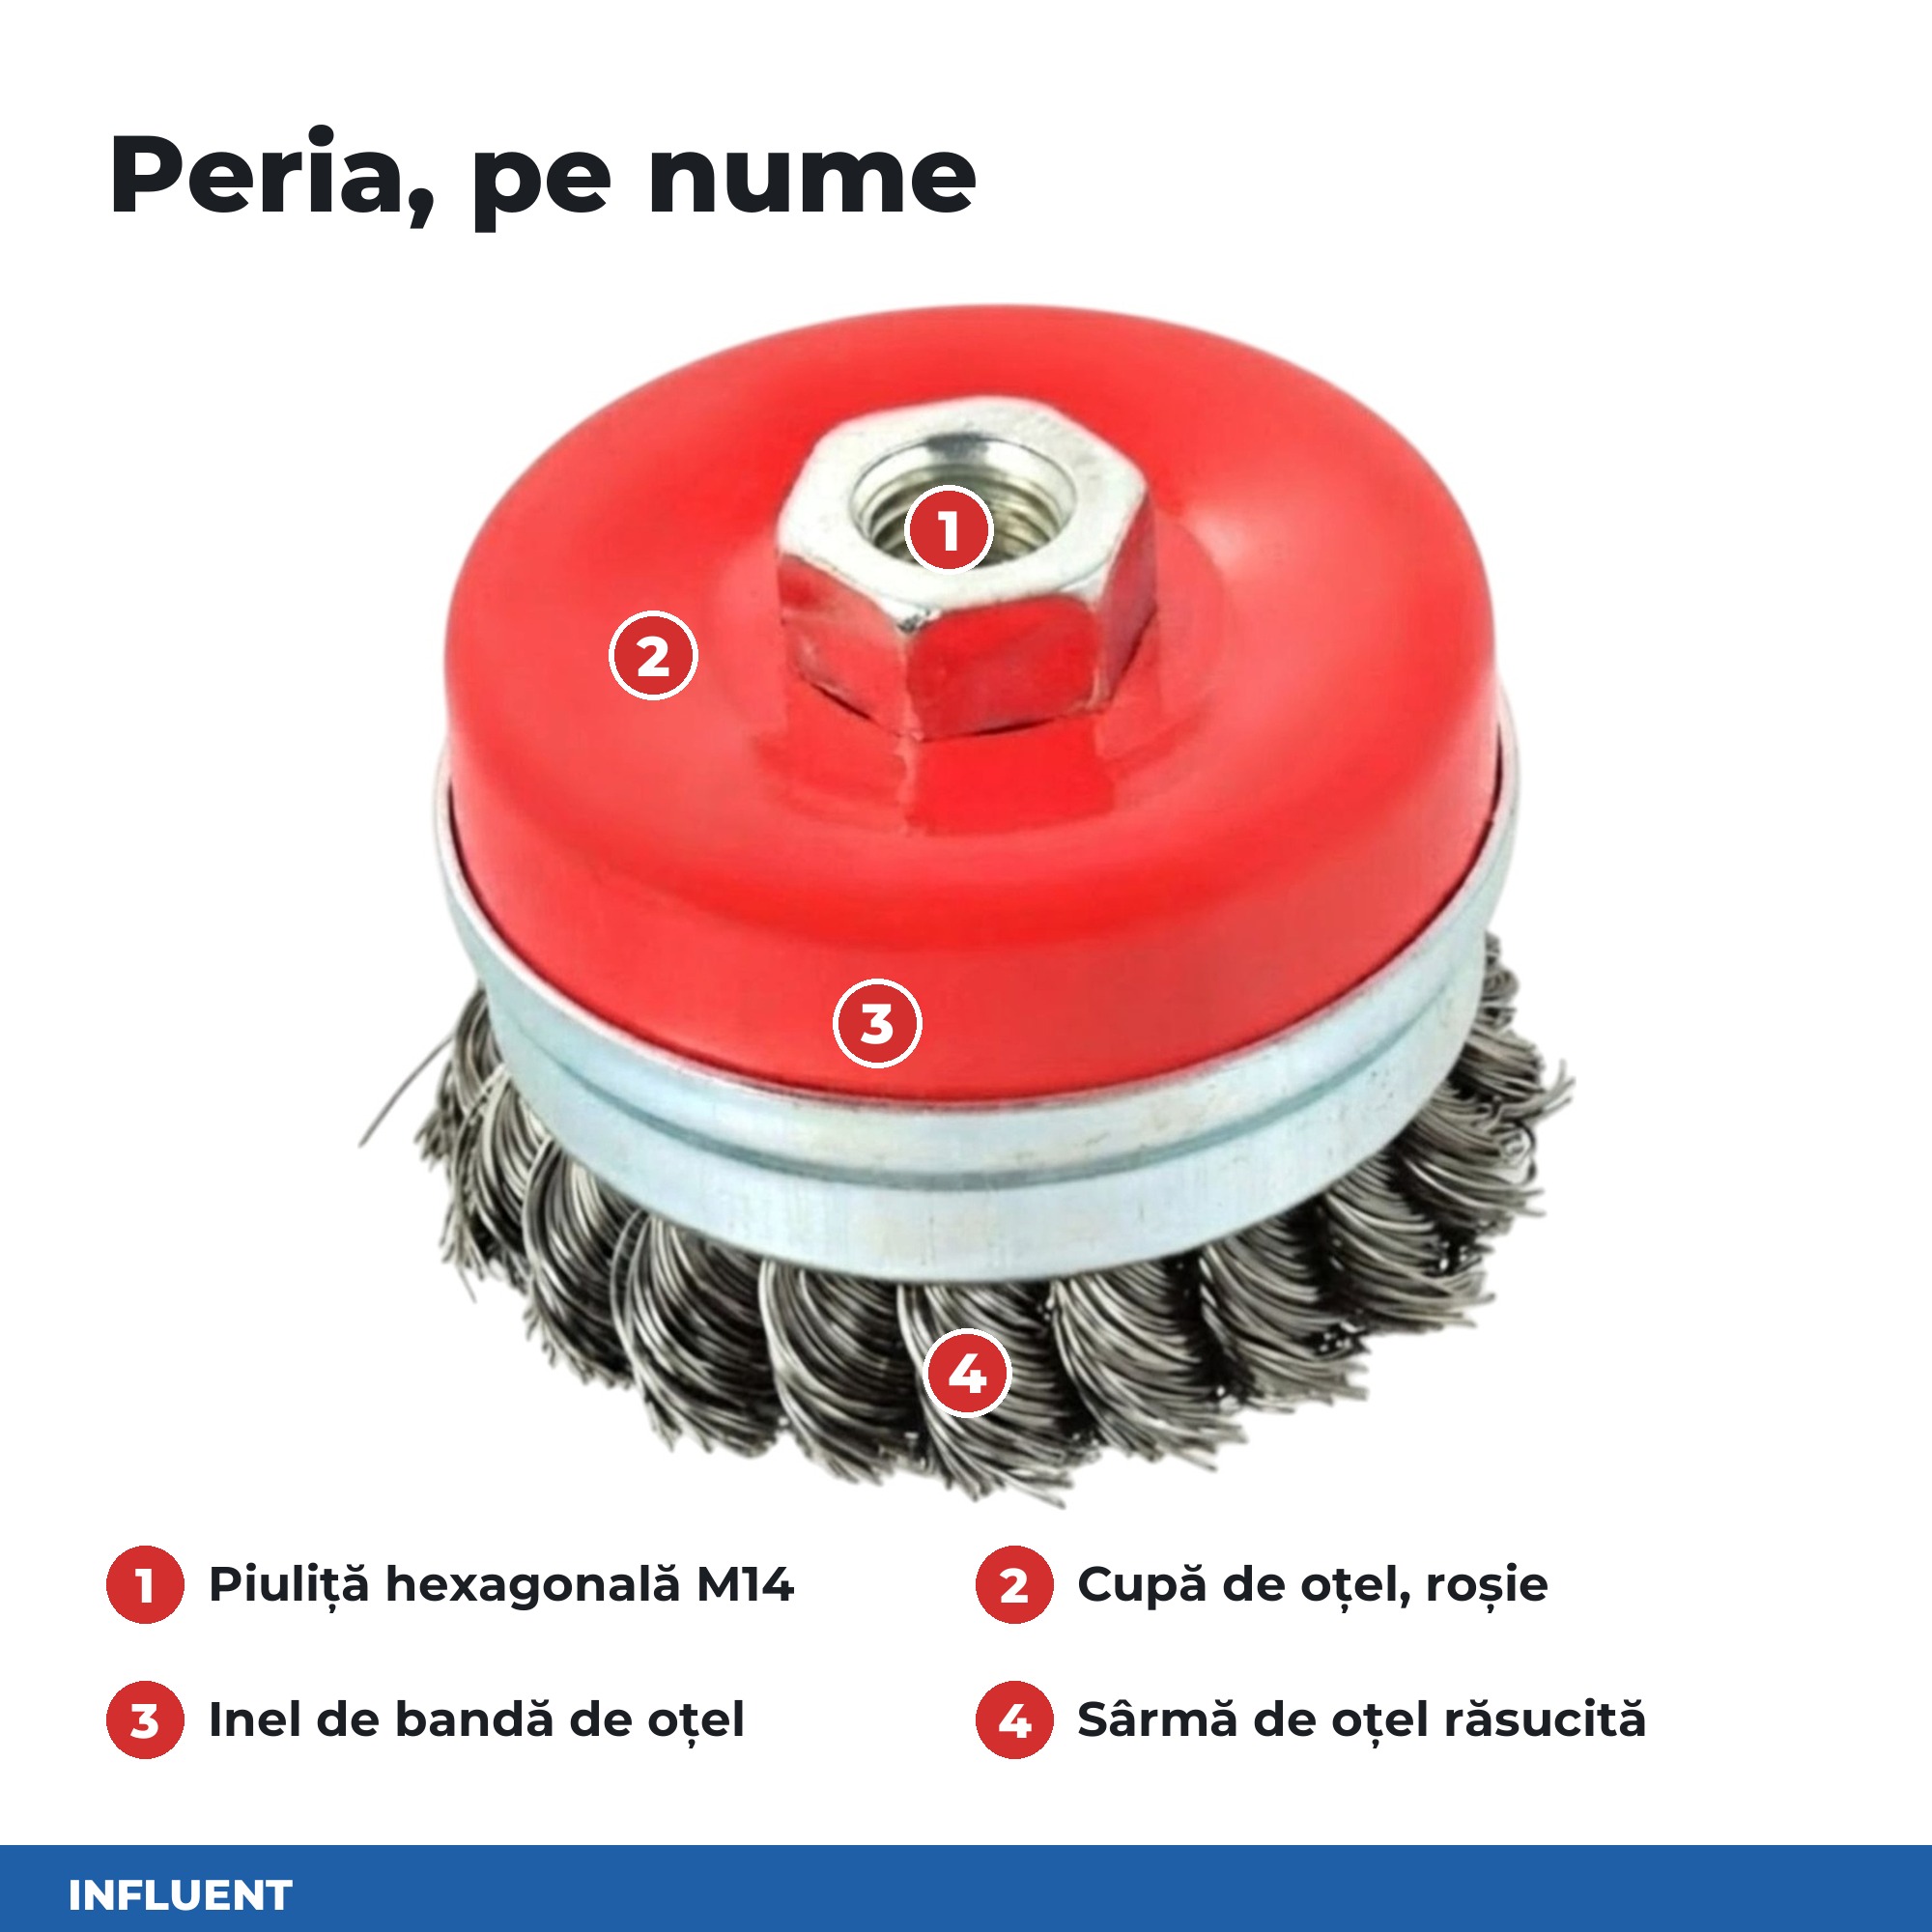 Peria, pe nume
1
2
3
4
1 Piuliță hexagonală M14
2 Cupă de oțel, roșie
3 Inel de bandă de oțel
4 Sârmă de oțel răsucită
INFLUENT